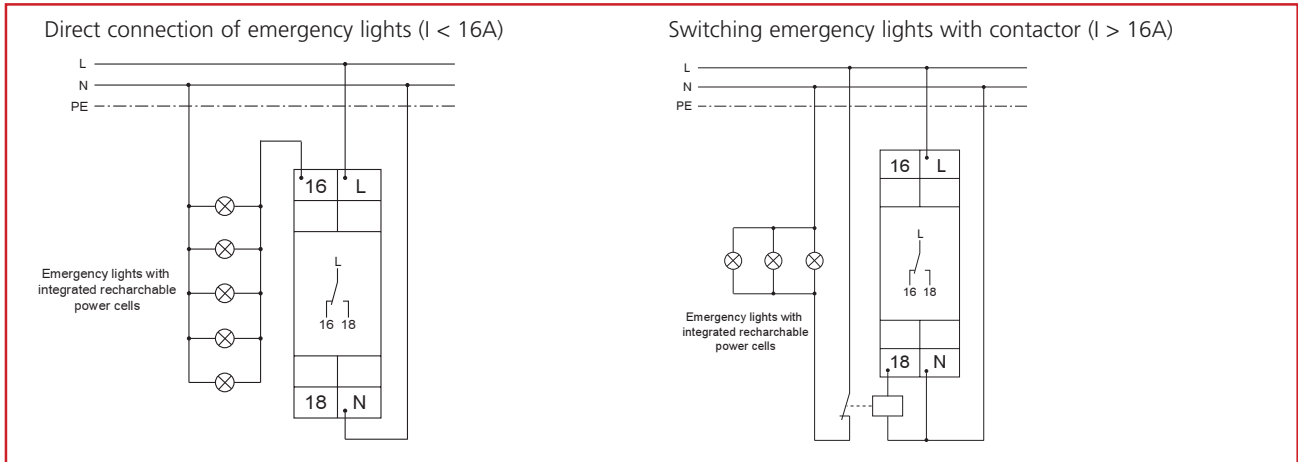 Direct connection of emergency lights (I < 16A)
L
N
PE
16 L
L
16 18
18 N
Emergency lights with
integrated recharchable
power cells
Switching emergency lights with contactor (I > 16A)
L
N
PE
16 L
L
16 18
18 N
Emergency lights with
integrated recharchable
power cells